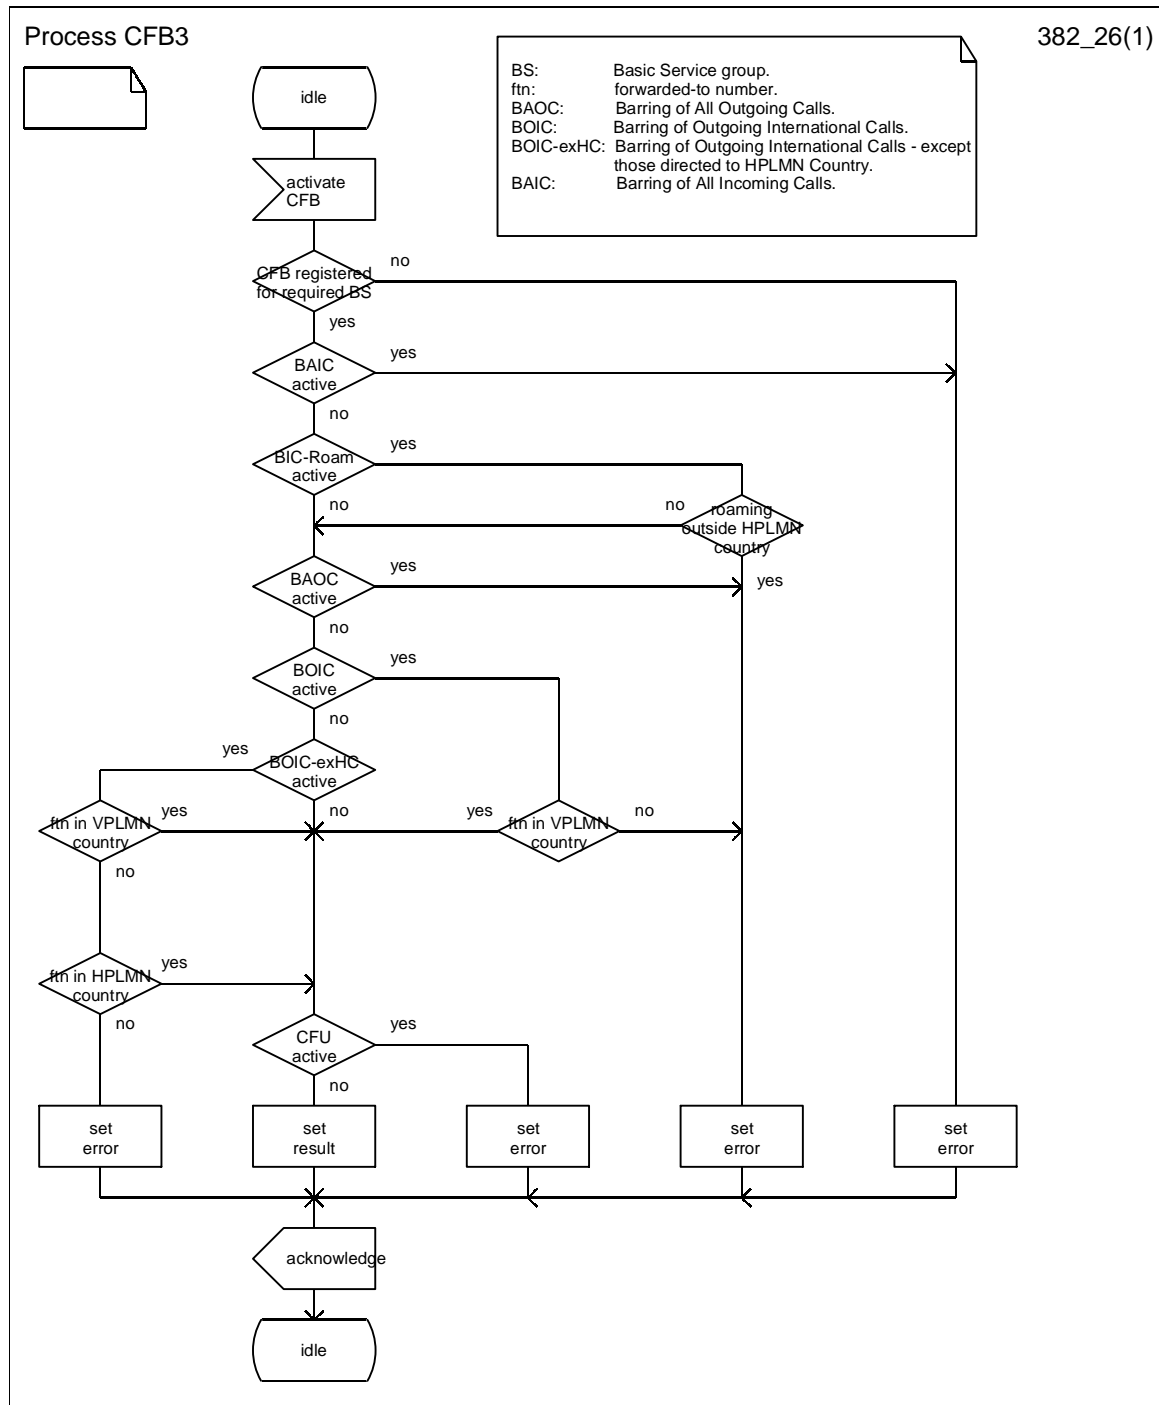 Process CFB3
382_26(1)
BS: Basic Service group.
ftn: forwarded-to number.
BAOC: Barring of All Outgoing Calls.
BOIC: Barring of Outgoing International Calls.
BOIC-exHC: Barring of Outgoing International Calls - except
those directed to HPLMN Country.
BAIC: Barring of All Incoming Calls.
idle
activate
CFB
CFB registered
for required BS
no
yes
BAIC
active
yes
no
BIC-Roam
active
yes
no
no
roaming
outside HPLMN
country
yes
BAOC
active
yes
no
BOIC
active
yes
no
yes
BOIC-exHC
active
no
ftn in VPLMN
country
yes
no
yes
ftn in VPLMN
country
no
ftn in HPLMN
country
yes
no
CFU
active
yes
no
set
error
set
result
set
error
set
error
set
error
acknowledge
idle